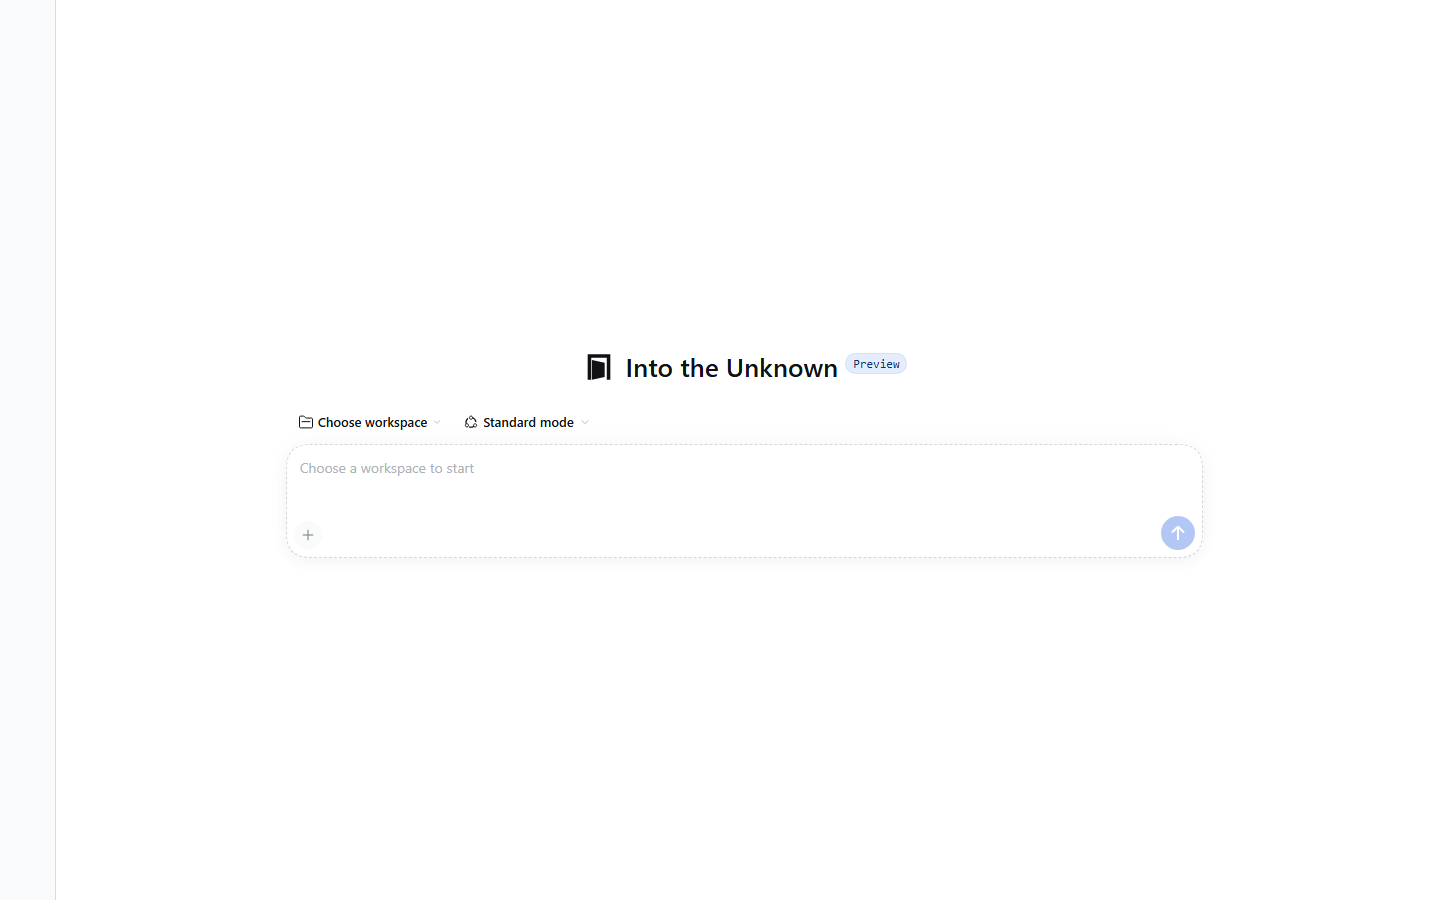 Into the Unknown Preview
Choose workspace Standard mode
Choose a workspace to start